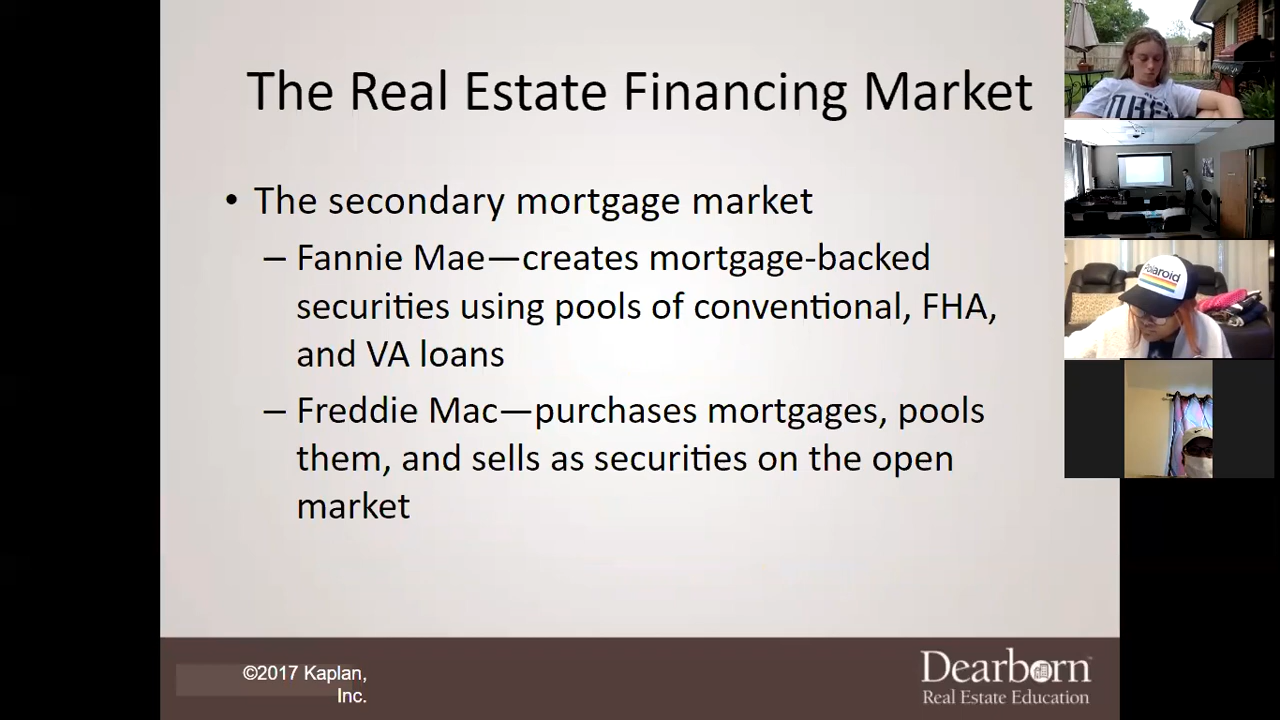 The Real Estate Financing Market
• The secondary mortgage market
– Fannie Mae—creates mortgage-backed
securities using pools of conventional, FHA,
and VA loans
– Freddie Mac—purchases mortgages, pools
them, and sells as securities on the open
market
©2017 Kaplan,
Inc.
Dearborn™
Real Estate Education
Polaroid